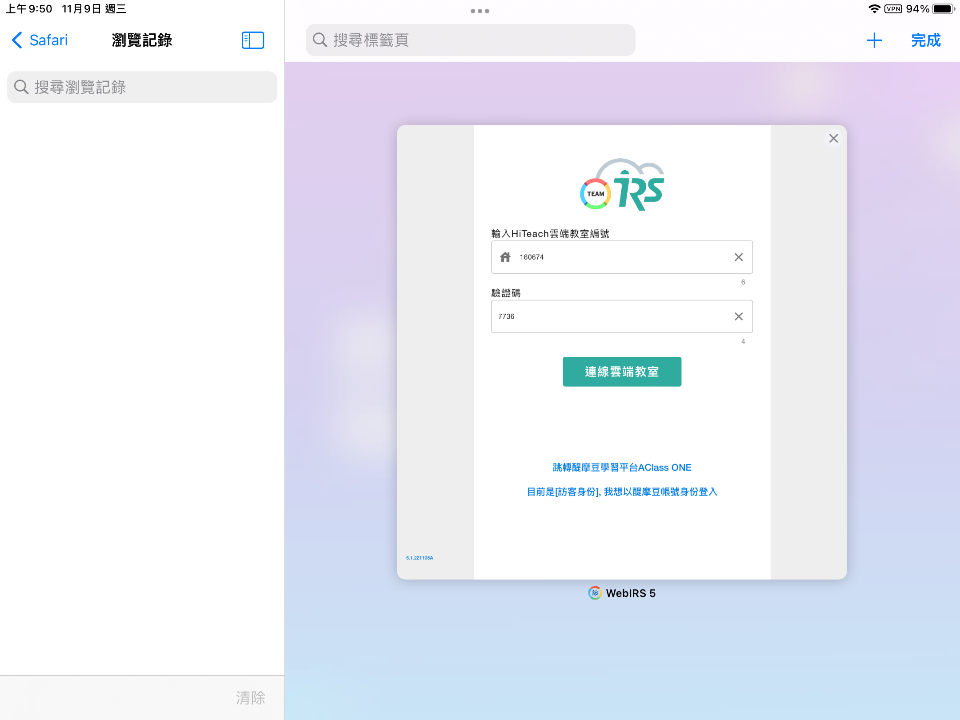 上午9:50 11月9日 週三
VPN 94%
Safari
瀏覽記錄
搜尋標籤頁
完成
搜尋瀏覽記錄
TEAM
iRS
輸入HiTeach雲端教室編號
160674
6
驗證碼
7736
4
連線雲端教室
跳轉醍摩豆學習平台AClass ONE
目前是[訪客身份], 我想以醍摩豆帳號身份登入
5.1.221103A
WebIRS 5
清除